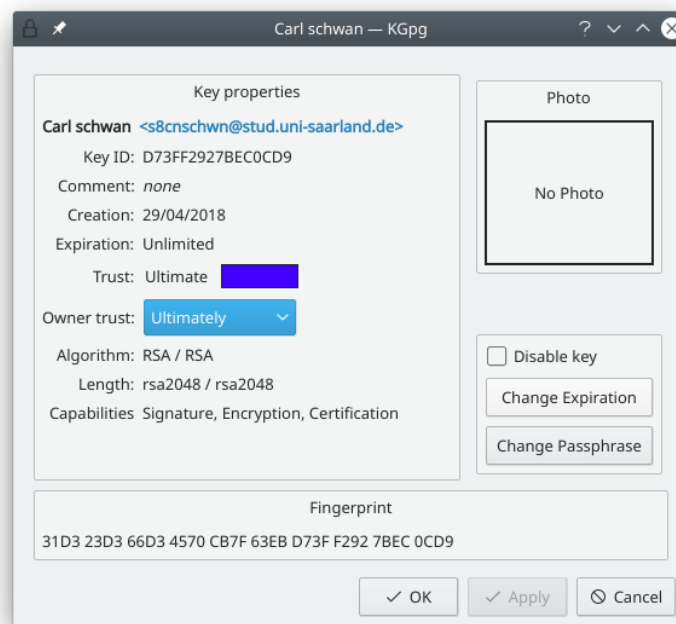 Carl schwan — KGpg
Key properties
Carl schwan <s8cnschwn@stud.uni-saarland.de>
Key ID: D73FF2927BEC0CD9
Comment: none
Creation: 29/04/2018
Expiration: Unlimited
Trust: Ultimate
Owner trust: Ultimately
Algorithm: RSA / RSA
Length: rsa2048 / rsa2048
Capabilities Signature, Encryption, Certification
Photo
No Photo
Disable key
Change Expiration
Change Passphrase
Fingerprint
31D3 23D3 66D3 4570 CB7F 63EB D73F F292 7BEC 0CD9
OK Apply Cancel